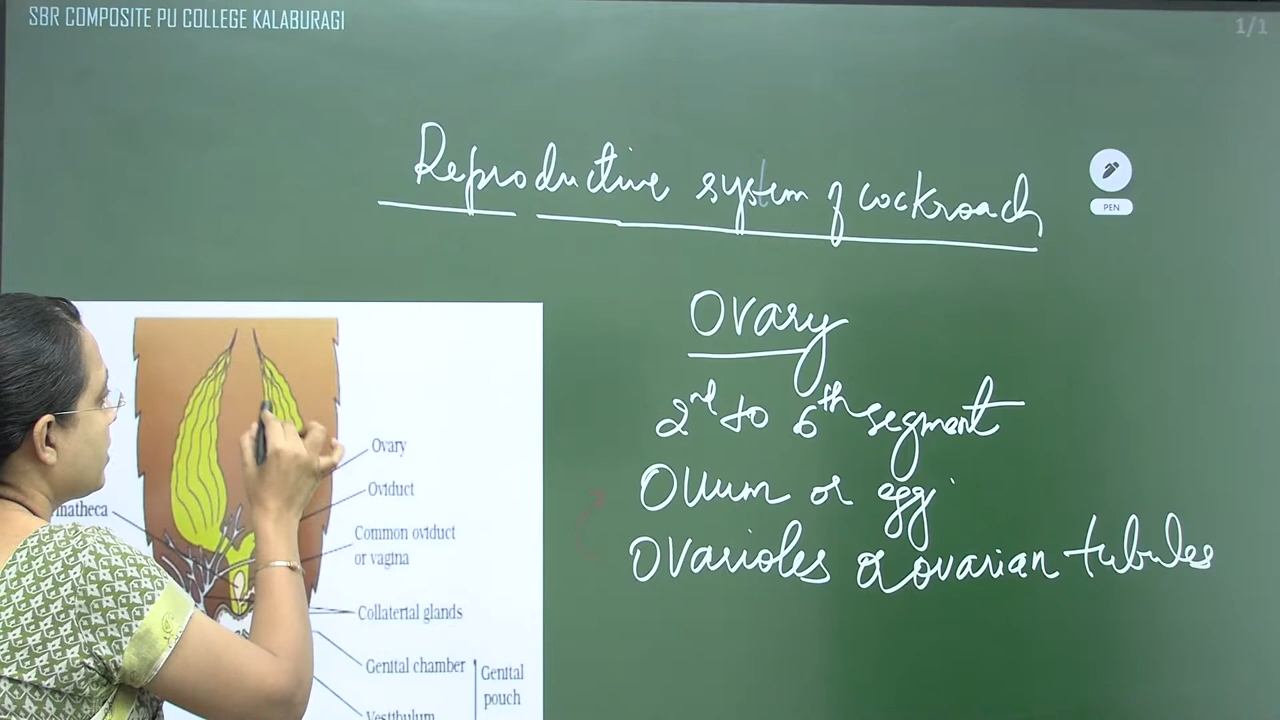 SBR COMPOSITE PU COLLEGE KALABURAGI
1/1
Reproductive system of cockroach
PEN
Ovary
2nd to 6th segment
Ovum or egg
Ovarioles or ovarian tubules
Ovary
Oviduct
matheca
Common oviduct
or vagina
Collaterial glands
Genital chamber
Genital
pouch
Vestibulum